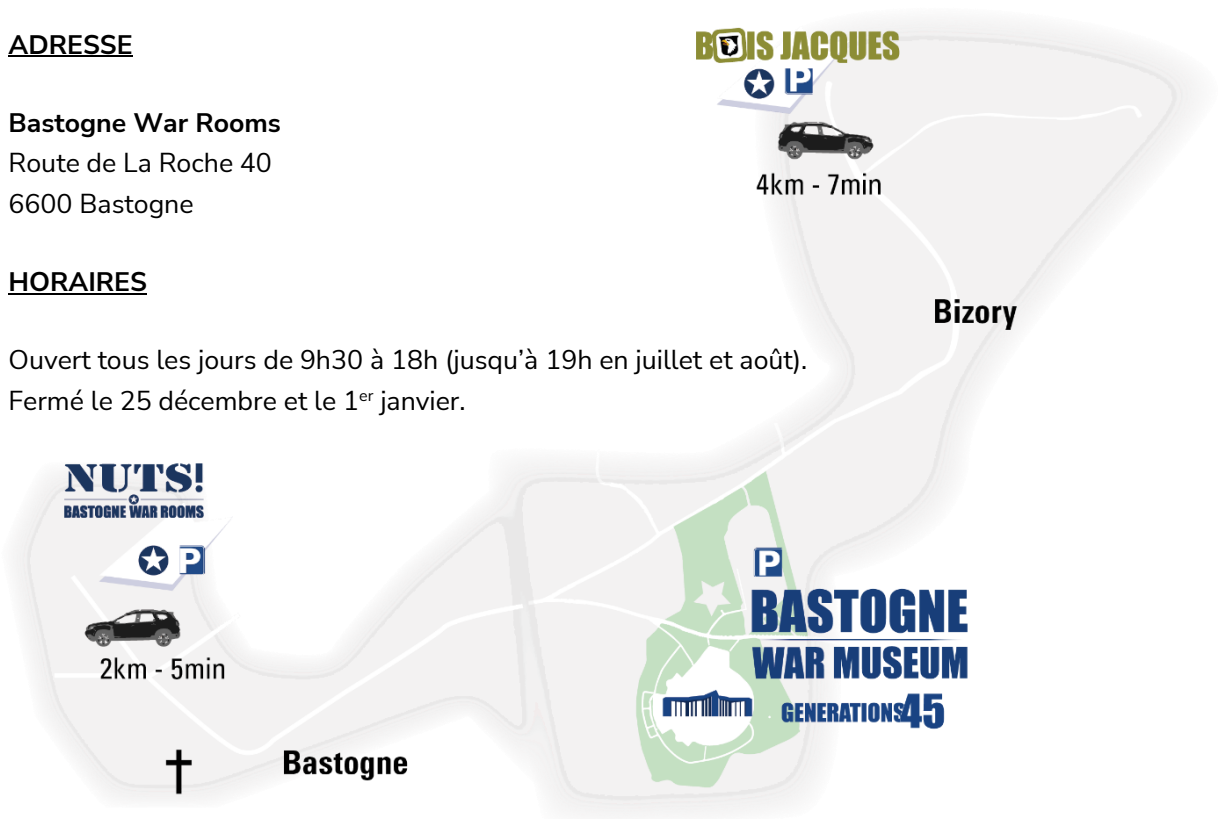 ADRESSE
BOIS JACQUES
P
Bastogne War Rooms
Route de La Roche 40
6600 Bastogne
4km - 7min
HORAIRES
Bizory
Ouvert tous les jours de 9h30 à 18h (jusqu’à 19h en juillet et août).
Fermé le 25 décembre et le 1er janvier.
NUTS!
BASTOGNE WAR ROOMS
P
2km - 5min
P
BASTOGNE
WAR MUSEUM
GENERATIONS45
Bastogne